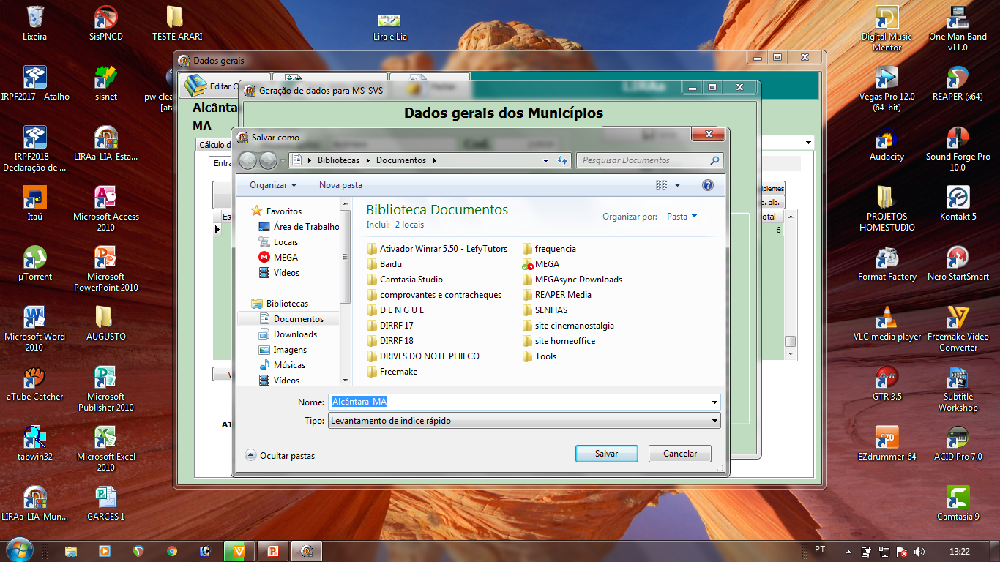 Lixeira
SisPNCD
TESTE ARARI
Lira e Lia
Digital Music
Mentor
One Man Band
v11.0
IRPF2017 - Atalho
sisnet
pw clea
[ata
Vegas Pro 12.0
(64-bit)
REAPER (x64)
IRPF2018 -
Declaração de ...
LIRAa-LIA-Esta...
Audacity
Sound Forge Pro
10.0
Itaú
Microsoft Access
2010
PROJETOS
HOMESTUDIO
Kontakt 5
µTorrent
Microsoft
PowerPoint 2010
Format Factory
Nero StartSmart
Microsoft Word
2010
AUGUSTO
VLC media player
Freemake Video
Converter
aTube Catcher
Microsoft
Publisher 2010
GTR 3.5
Subtitle
Workshop
tabwin32
Microsoft Excel
2010
EZdrummer-64
ACID Pro 7.0
LIRAa-LIA-Mun...
GARCES 1
Camtasia 9
Dados gerais
Editar
LIRAa
Alcânta
MA
Cálculo d
Entra
Es
ipientes
e. alb.
Total
6
A1
Geração de dados para MS-SVS
Dados gerais dos Municípios
Cod.
Salvar como
Bibliotecas
Documentos
Pesquisar Documentos
Organizar
Nova pasta
Favoritos
Área de Trabalho
Locais
MEGA
Vídeos
Bibliotecas
Documentos
Downloads
Imagens
Músicas
Vídeos
Biblioteca Documentos
Inclui: 2 locais
Organizar por: Pasta
Ativador Winrar 5.50 - LefyTutors
Baidu
Camtasia Studio
comprovantes e contracheques
D E N G U E
DIRRF 17
DIRRF 18
DRIVES DO NOTE PHILCO
Freemake
frequencia
MEGA
MEGAsync Downloads
REAPER Media
SENHAS
site cinemanostalgia
site homeoffice
Tools
Nome: Alcântara-MA
Tipo: Levantamento de indice rápido
Ocultar pastas
Salvar
Cancelar
PT
13:22